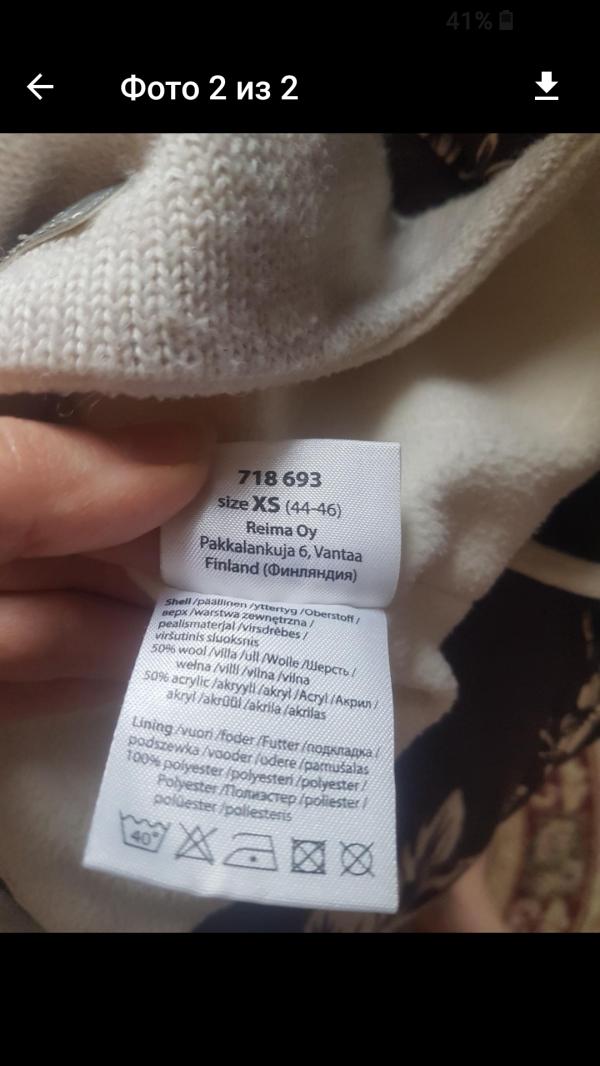 41%
Фото 2 из 2
718 693
size XS (44-46)
Reima Oy
Pakkalankuja 6, Vantaa
Finland (Финляндия)
Shell /päällinen /yttertyg /Oberstoff /
верх /warstwa zewnętrzna /
pealismaterjal /virsdrēbes /
viršutinis sluoksnis
50% wool /villa /ull /Wolle /Шерсть /
wełna /villi /vilna /vilna
50% acrylic /akryyli /akryl /Acryl /Акрил /
akryl /akrüül /akrila /akrilas
Lining /vuori /foder /Futter /подкладка /
podszewka /vooder /odere /pamušalas
100% polyester /polyesteri /polyester /
Polyester /Полиэстер /poliester /
polüester /poliesteris
40°